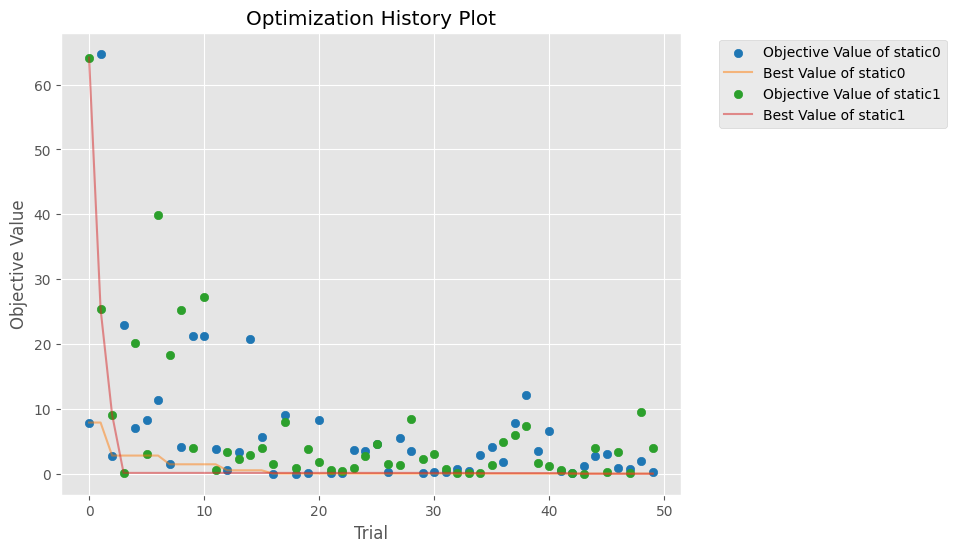 Optimization History Plot
Objective Value of static0
Best Value of static0
Objective Value of static1
Best Value of static1
Objective Value
60
50
40
30
20
10
0
0 10 20 30 40 50
Trial